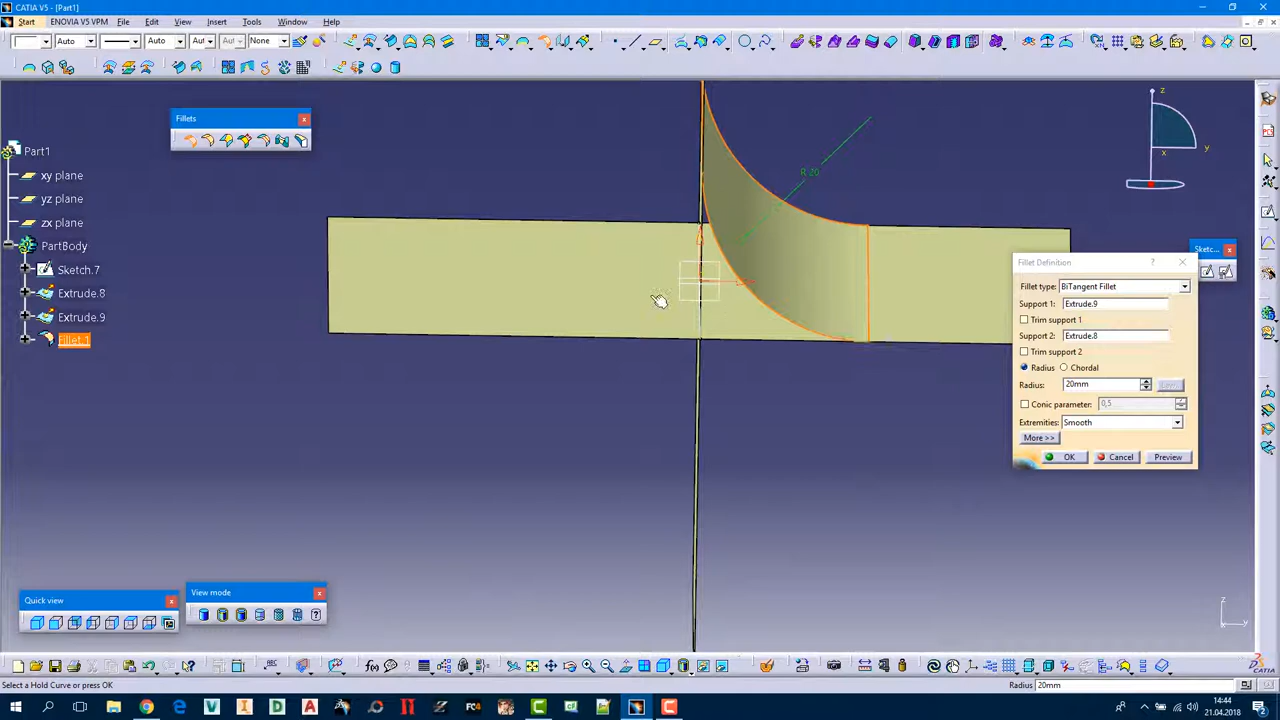 CATIA V5 - [Part1]
Start ENOVIA V5 VPM File Edit View Insert Tools Window Help
Auto Auto Aut Aut None
Fillets
z
y
x
Part1
xy plane
yz plane
zx plane
PartBody
Sketch.7
Extrude.8
Extrude.9
Fillet.1
R 20
Sketc...
Fillet Definition ?
Fillet type: BiTangent Fillet
Support 1: Extrude.9
Trim support 1
Support 2: Extrude.8
Trim support 2
Radius Chordal
Radius: 20mm
Conic parameter: 0,5
Extremities: Smooth
More >>
OK Cancel Preview
Quick view
View mode
z
y
CATIA
Select a Hold Curve or press OK
Radius 20mm
14:44
21.04.2018